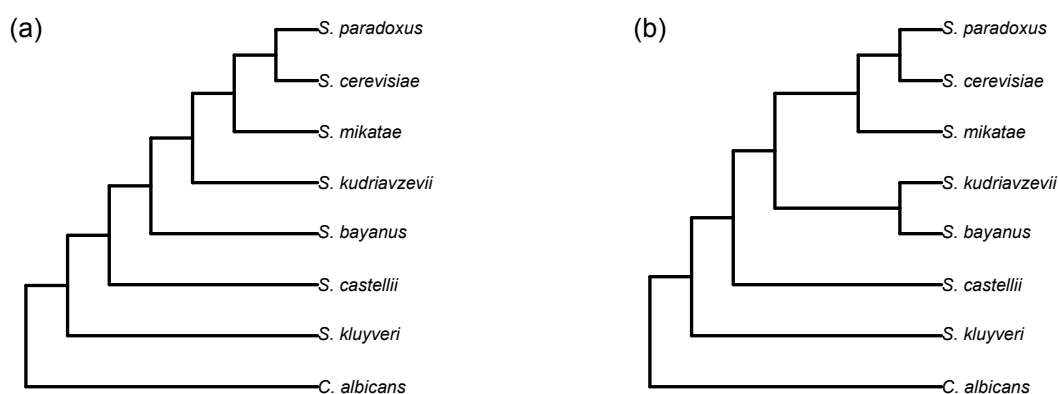 (a)
S. paradoxus
S. cerevisiae
S. mikatae
S. kudriavzevii
S. bayanus
S. castellii
S. kluyveri
C. albicans
(b)
S. paradoxus
S. cerevisiae
S. mikatae
S. kudriavzevii
S. bayanus
S. castellii
S. kluyveri
C. albicans